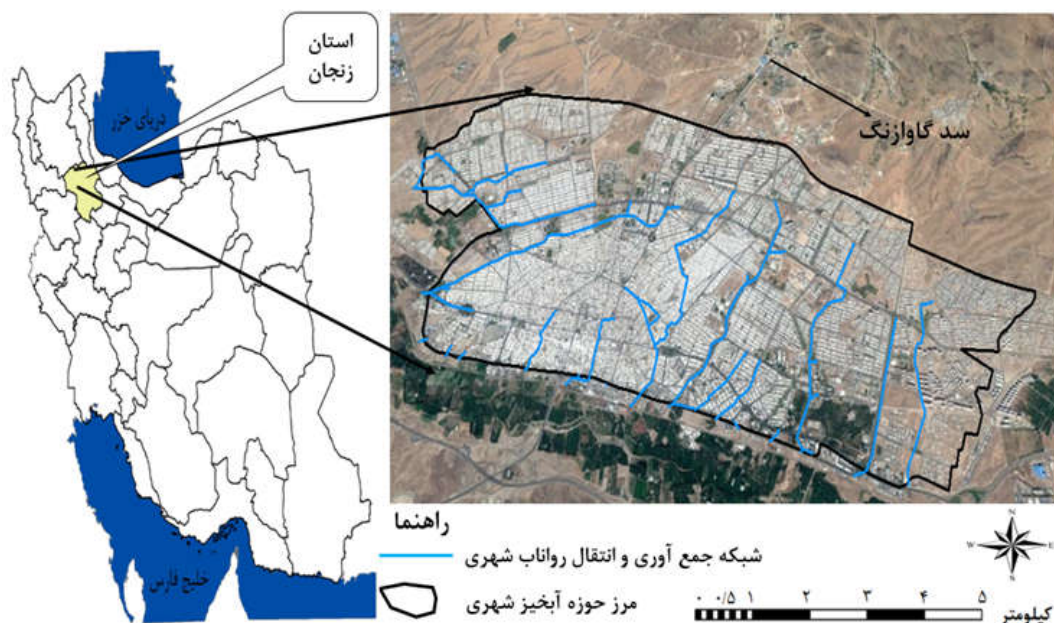 استان
زنجان
دریای خزر
سد گاوازنگ
خلیج فارس
راهنما
شبکه جمع آوری و انتقال رواناب شهری
مرز حوزه آبخیز شهری
N
W
E
S
۰ ۰/۵ ۱ ۲ ۳ ۴ ۵
کیلومتر